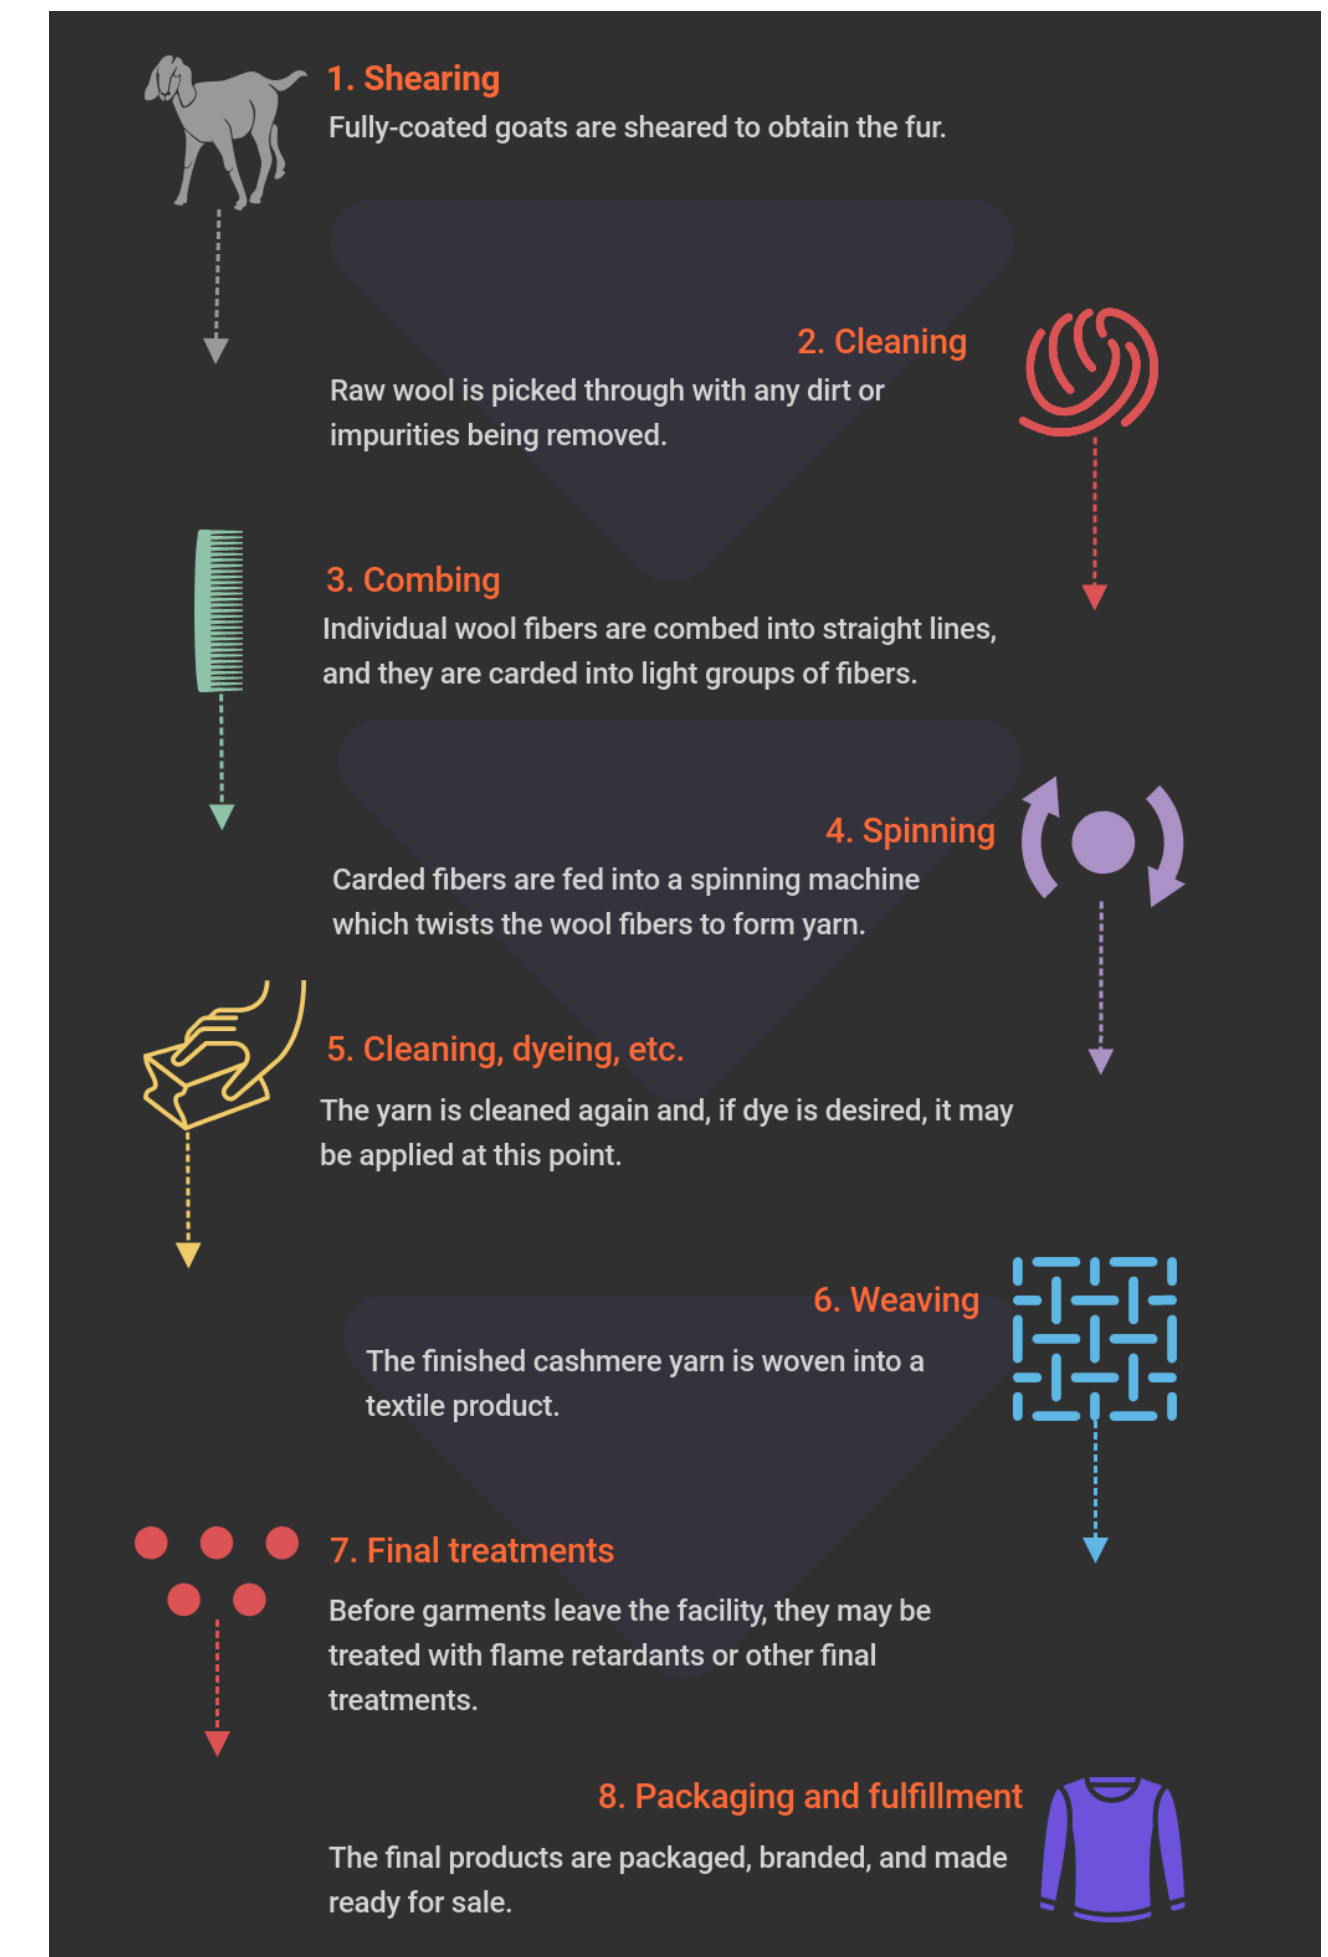 1. Shearing
Fully-coated goats are sheared to obtain the fur.
2. Cleaning
Raw wool is picked through with any dirt or
impurities being removed.
3. Combing
Individual wool fibers are combed into straight lines,
and they are carded into light groups of fibers.
4. Spinning
Carded fibers are fed into a spinning machine
which twists the wool fibers to form yarn.
5. Cleaning, dyeing, etc.
The yarn is cleaned again and, if dye is desired, it may
be applied at this point.
6. Weaving
The finished cashmere yarn is woven into a
textile product.
7. Final treatments
Before garments leave the facility, they may be
treated with flame retardants or other final
treatments.
8. Packaging and fulfillment
The final products are packaged, branded, and made
ready for sale.